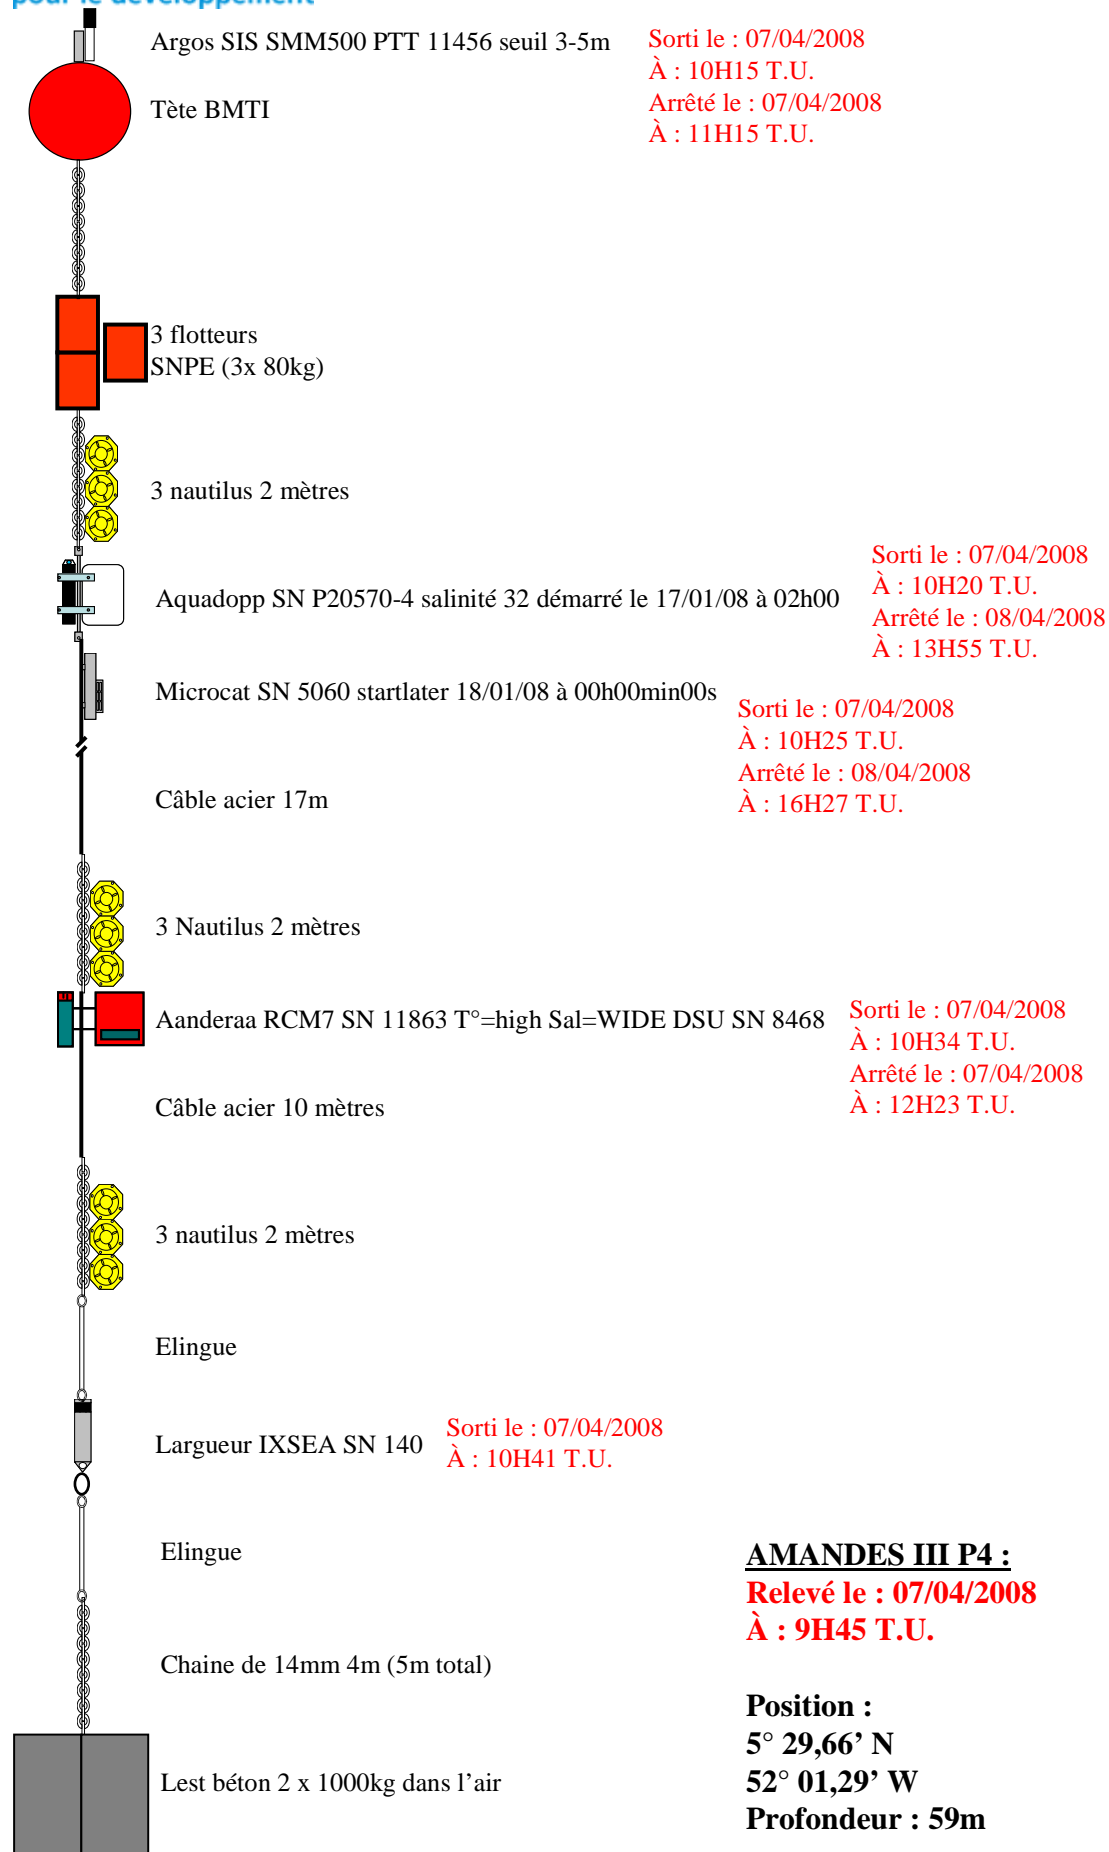 pour le développement
Argos SIS SMM500 PTT 11456 seuil 3-5m
Sorti le : 07/04/2008
À : 10H15 T.U.
Tète BMTI
Arrêté le : 07/04/2008
À : 11H15 T.U.
3 flotteurs
SNPE (3x 80kg)
3 nautilus 2 mètres
Aquadopp SN P20570-4 salinité 32 démarré le 17/01/08 à 02h00
Sorti le : 07/04/2008
À : 10H20 T.U.
Arrêté le : 08/04/2008
À : 13H55 T.U.
Microcat SN 5060 startlater 18/01/08 à 00h00min00s
Sorti le : 07/04/2008
À : 10H25 T.U.
Arrêté le : 08/04/2008
À : 16H27 T.U.
Câble acier 17m
3 Nautilus 2 mètres
Aanderaa RCM7 SN 11863 T°=high Sal=WIDE DSU SN 8468
Sorti le : 07/04/2008
À : 10H34 T.U.
Arrêté le : 07/04/2008
À : 12H23 T.U.
Câble acier 10 mètres
3 nautilus 2 mètres
Elingue
Largueur IXSEA SN 140
Sorti le : 07/04/2008
À : 10H41 T.U.
Elingue
AMANDES III P4 :
Relevé le : 07/04/2008
À : 9H45 T.U.
Chaine de 14mm 4m (5m total)
Position :
5° 29,66’ N
52° 01,29’ W
Profondeur : 59m
Lest béton 2 x 1000kg dans l’air